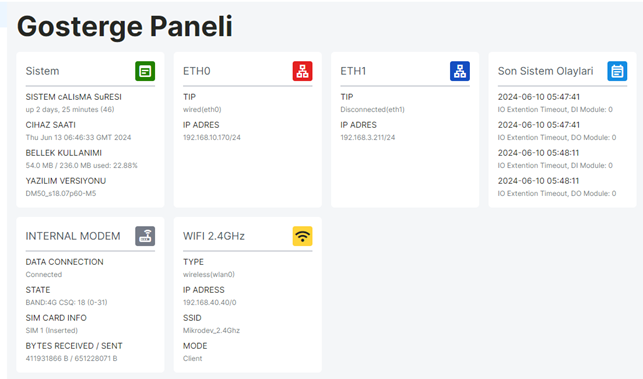 Gosterge Paneli
Sistem
SISTEM cALIsMA SuRESI
up 2 days, 25 minutes (46)
CIHAZ SAATI
Thu Jun 13 06:46:33 GMT 2024
BELLEK KULLANIMI
54.0 MB / 236.0 MB used: 22.88%
YAZILIM VERSIYONU
DM50_s18.07p60-M5
ETH0
TIP
wired(eth0)
IP ADRES
192.168.10.170/24
ETH1
TIP
Disconnected(eth1)
IP ADRES
192.168.3.211/24
Son Sistem Olaylari
2024-06-10 05:47:41
IO Extention Timeout, DI Module: 0
2024-06-10 05:47:41
IO Extention Timeout, DO Module: 0
2024-06-10 05:48:11
IO Extention Timeout, DI Module: 0
2024-06-10 05:48:11
IO Extention Timeout, DO Module: 0
INTERNAL MODEM
DATA CONNECTION
Connected
STATE
BAND:4G CSQ: 18 (0-31)
SIM CARD INFO
SIM 1 (Inserted)
BYTES RECEIVED / SENT
411931866 B / 651228071 B
WIFI 2.4GHz
TYPE
wireless(wlan0)
IP ADRESS
192.168.40.40/0
SSID
Mikrodev_2.4Ghz
MODE
Client